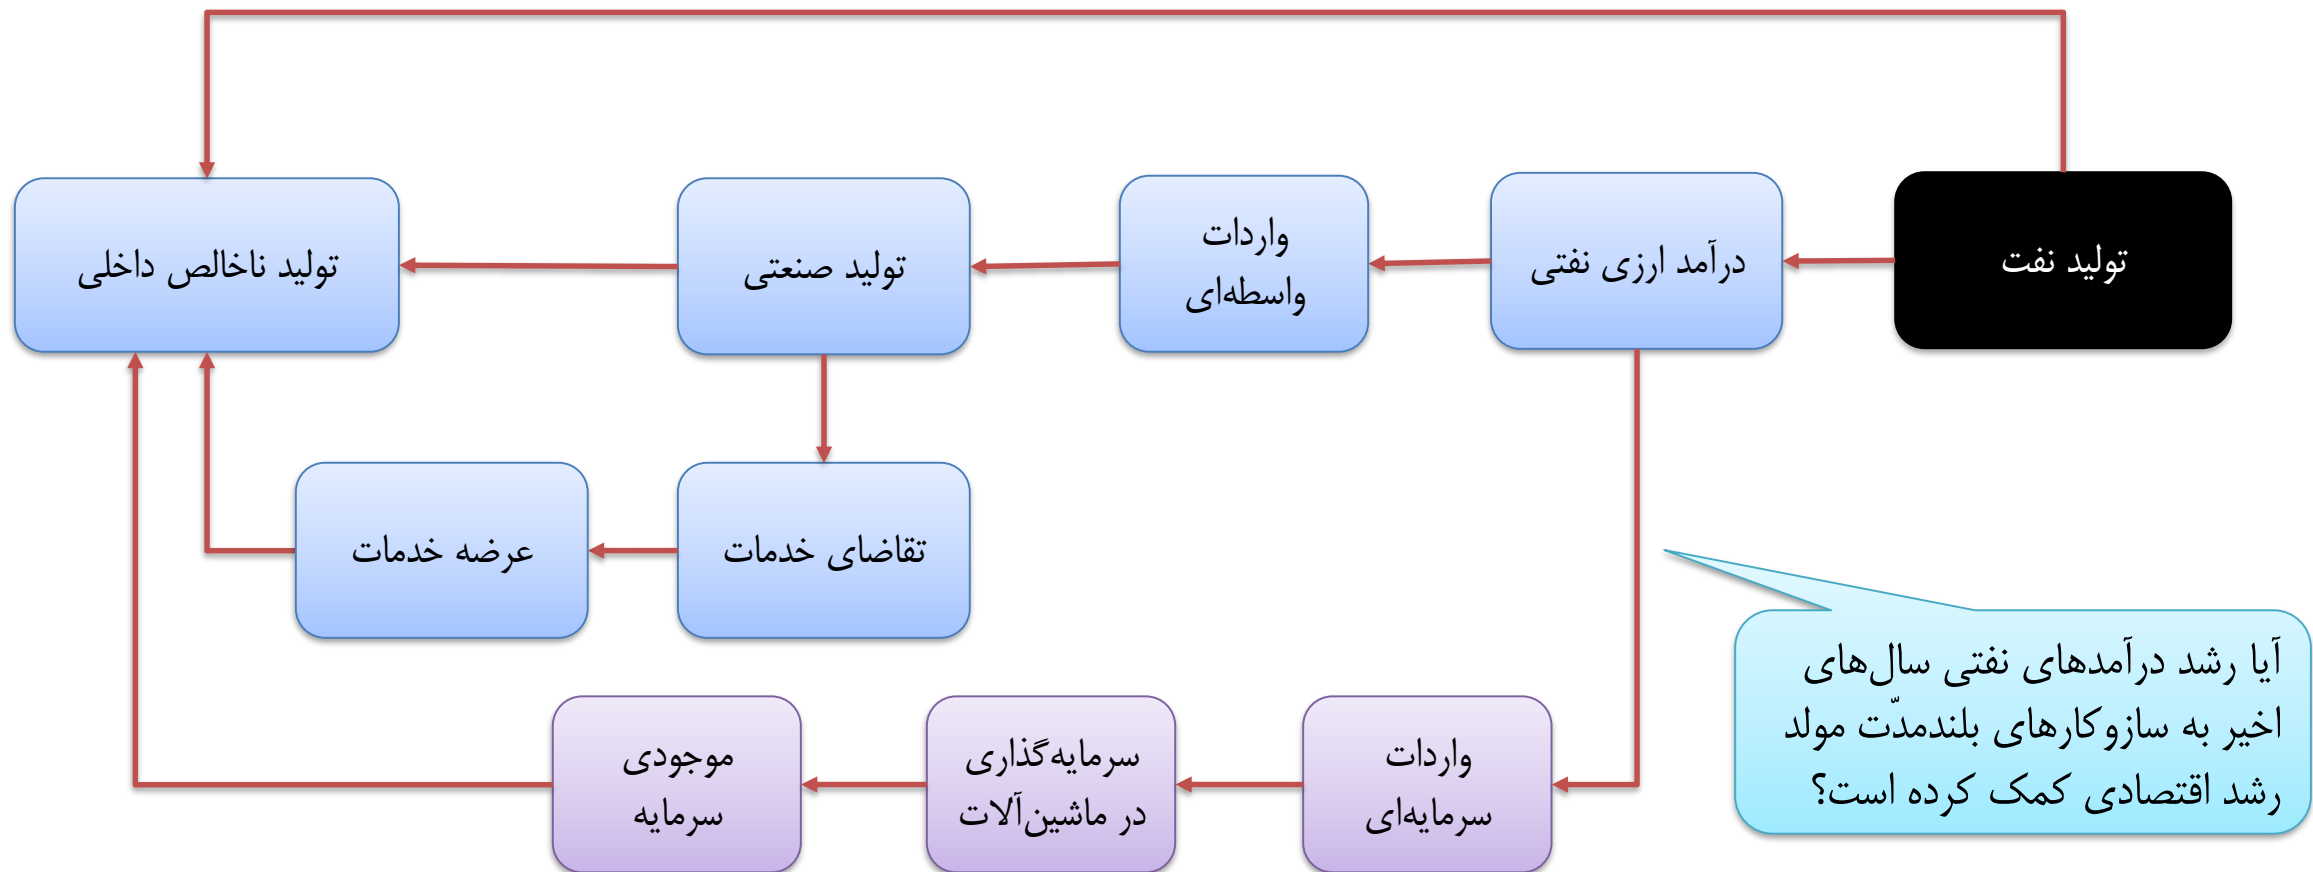 تولید نفت
درآمد ارزی نفتی
واردات
واسطه‌ای
تولید صنعتی
تولید ناخالص داخلی
تقاضای خدمات
عرضه خدمات
واردات
سرمایه‌ای
سرمایه‌گذاری
در ماشین‌آلات
موجودی
سرمایه
آیا رشد درآمدهای نفتی سال‌های
اخیر به سازوکارهای بلندمدّت مولد
رشد اقتصادی کمک کرده است؟